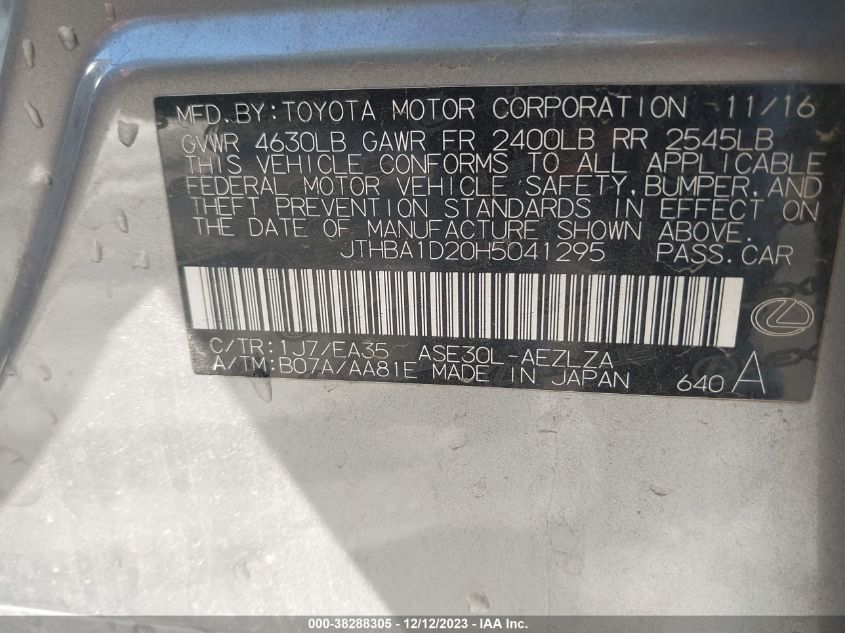 MFD.BY:TOYOTA MOTOR CORPORATION 11/16
GVWR 4630LB GAWR FR 2400LB RR 2545LB
THIS VEHICLE CONFORMS TO ALL APPLICABLE
FEDERAL MOTOR VEHICLE SAFETY,BUMPER,AND
THEFT PREVENTION STANDARDS IN EFFECT ON
THE DATE OF MANUFACTURE SHOWN ABOVE.
JTHBA1D20H5041295 PASS.CAR
C/TR:1J7/EA35 ASE30L-AEZLZA
A/TM:B07A/AA81E MADE IN JAPAN 640 A
000-38288305 - 12/12/2023 - Copyright © 2023 - IAA, Inc.